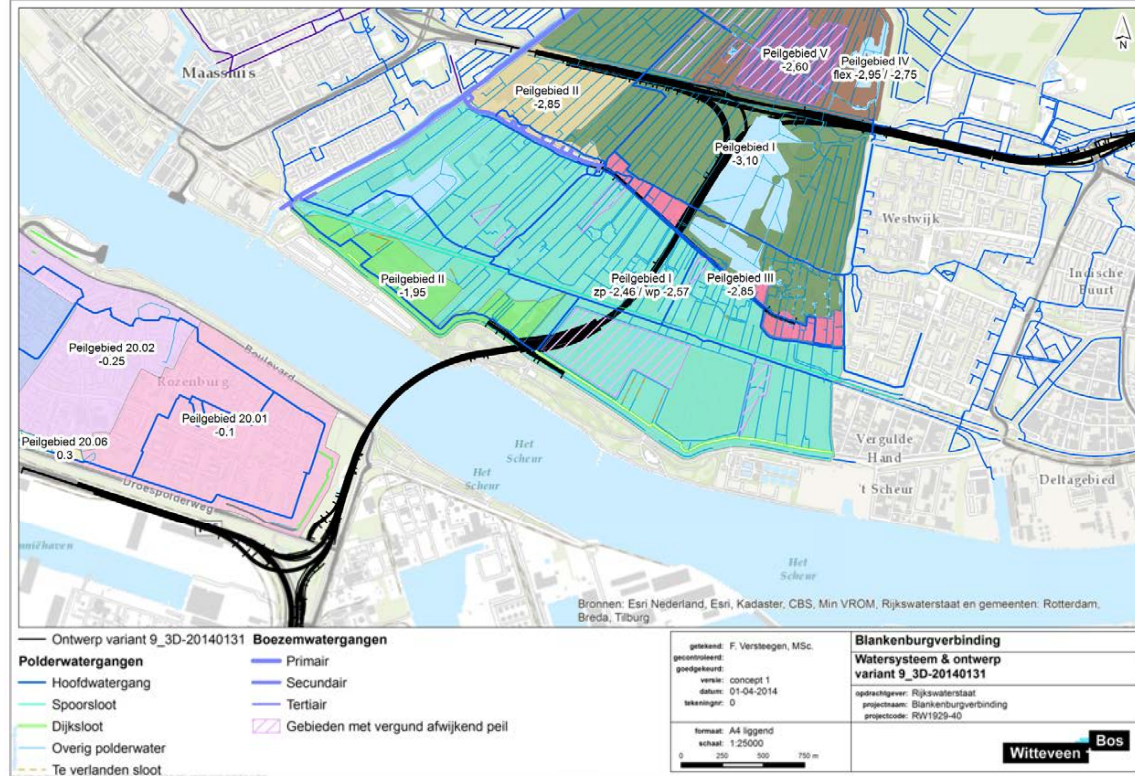 N
Maassluis
Peilgebied V
-2,60
Peilgebied IV
flex -2,95 / -2,75
Peilgebied II
-2,85
Peilgebied I
-3,10
Westwijk
Indische
Buurt
Peilgebied II
-1,95
Peilgebied I
zp -2,46 / wp -2,57
Peilgebied III
-2,85
Peilgebied 20.02
-0.25
Boulevard
Rozenburg
Peilgebied 20.01
-0.1
Peilgebied 20.06
0.3
Droespolderweg
Het
Scheur
Het
Scheur
Vergulde
Hand
't Scheur
Deltagebied
Het
Scheur
Bronnen: Esri Nederland, Esri, Kadaster, CBS, Min VROM, Rijkswaterstaat en gemeenten: Rotterdam,
Breda, Tilburg
Ontwerp variant 9_3D-20140131
Polderwatergangen
Hoofdwatergang
Spoorsloot
Dijksloot
Overig polderwater
Te verlanden sloot
Boezemwatergangen
Primair
Secundair
Tertiair
Gebieden met vergund afwijkend peil
getekend: F. Versteegen, MSc.
gecontroleerd:
goedgekeurd:
versie: concept 1
datum: 01-04-2014
tekeningnr: 0
formaat: A4 liggend
schaal: 1:25000
0 250 500 750 m
Blankenburgverbinding
Watersysteem & ontwerp
variant 9_3D-20140131
opdrachtgever: Rijkswaterstaat
projectnaam: Blankenburgverbinding
projectcode: RW1929-40
Witteveen + Bos